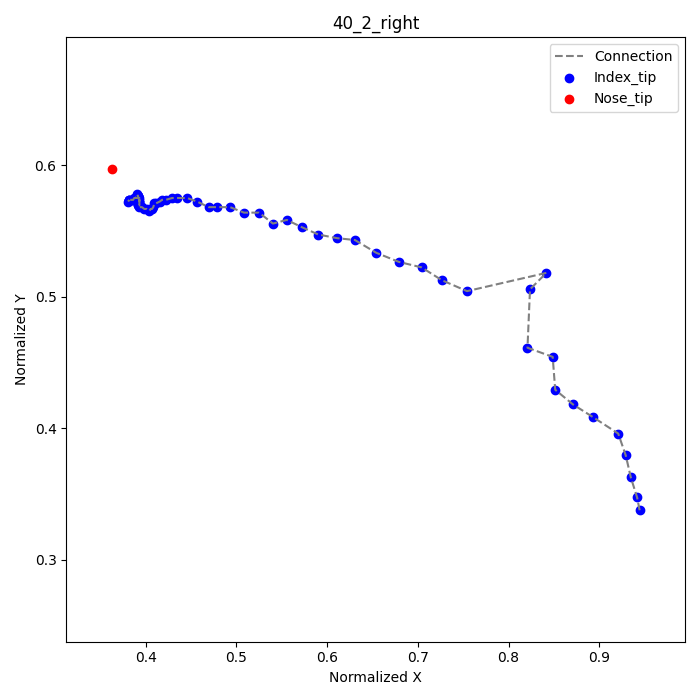 40_2_right
Connection
Index_tip
Nose_tip
0.6
0.5
0.4
0.3
Normalized Y
0.4 0.5 0.6 0.7 0.8 0.9
Normalized X